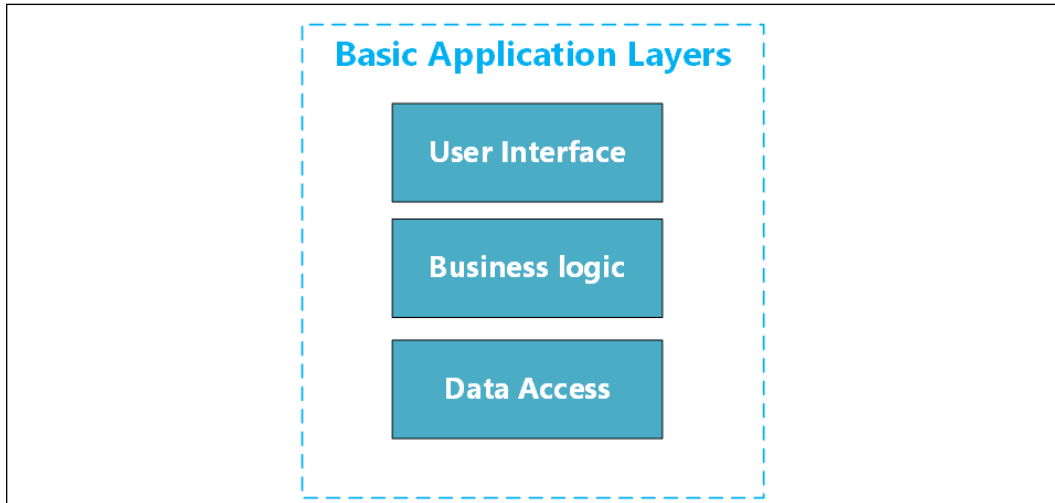 Basic Application Layers
User Interface
Business logic
Data Access